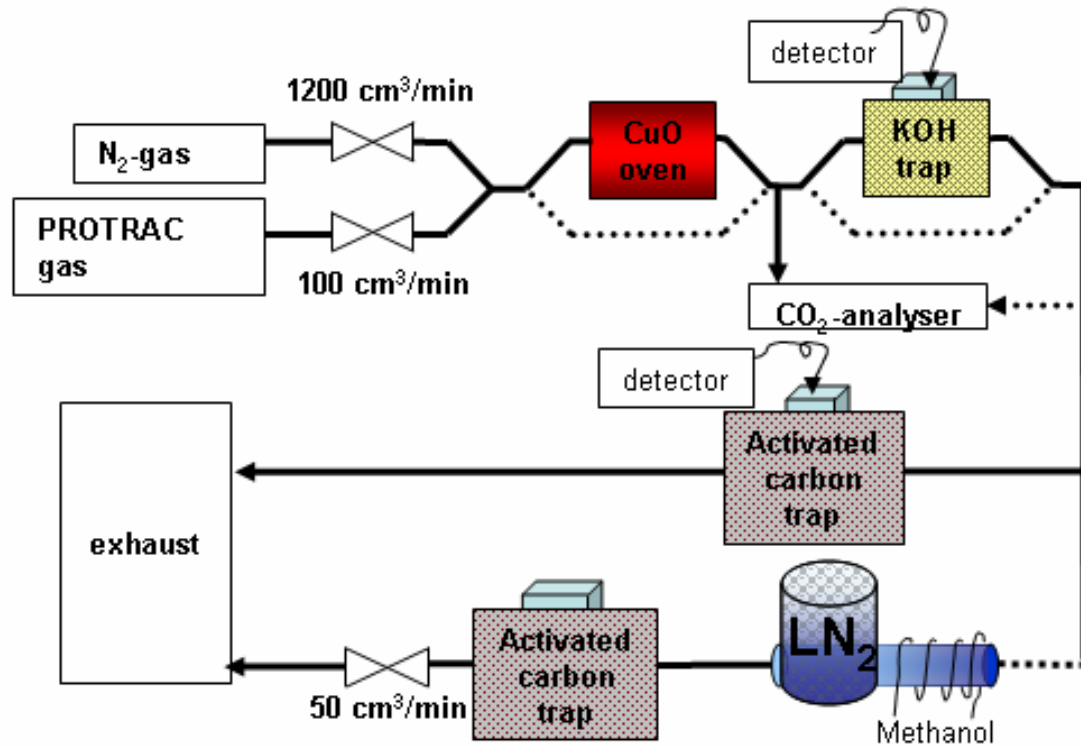 detector
1200 cm³/min
CuO
oven
KOH
trap
N₂-gas
PROTRAC
gas
100 cm³/min
CO₂-analyser
detector
Activated
carbon
trap
exhaust
Activated
carbon
trap
LN₂
50 cm³/min
Methanol